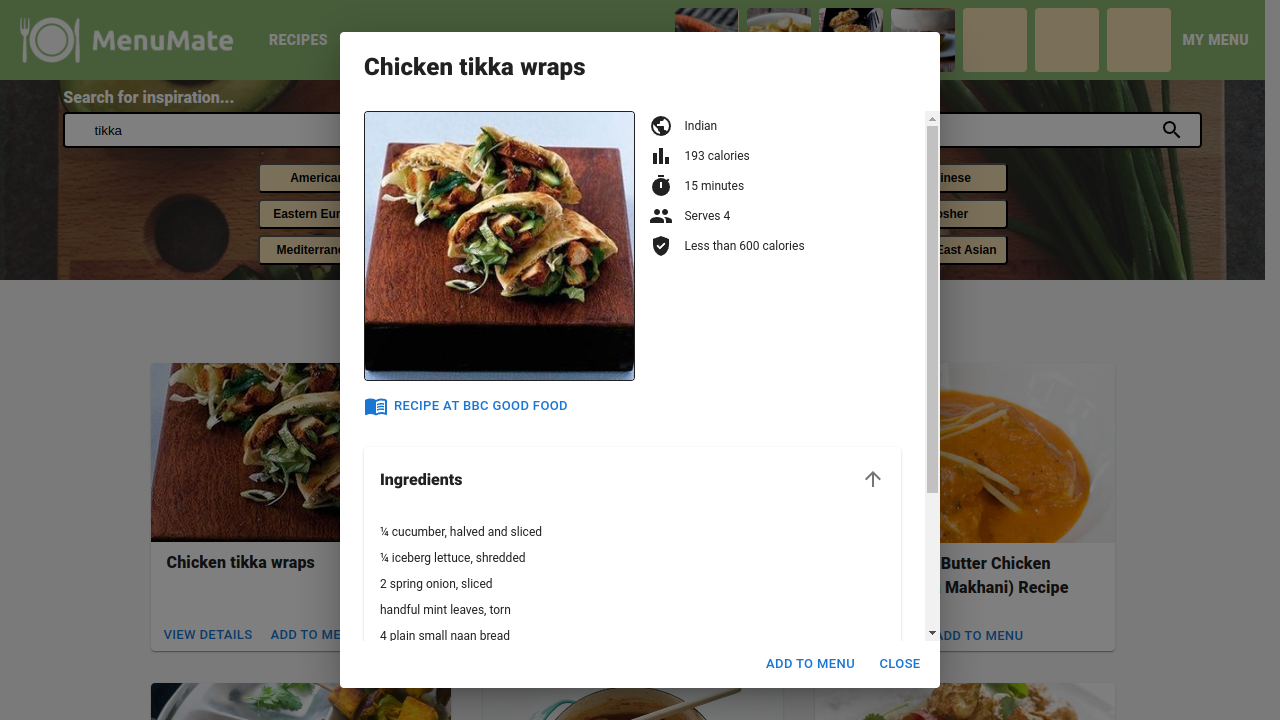 MenuMate
RECIPES
MY MENU
Search for inspiration...
tikka
America
Eastern Eur
Mediterrane
inese
osher
East Asian
Chicken tikka wraps
Indian
193 calories
15 minutes
Serves 4
Less than 600 calories
RECIPE AT BBC GOOD FOOD
Ingredients
¼ cucumber, halved and sliced
¼ iceberg lettuce, shredded
2 spring onion, sliced
handful mint leaves, torn
4 plain small naan bread
ADD TO MENU CLOSE
Chicken tikka wraps
VIEW DETAILS ADD TO ME
Butter Chicken
Makhani) Recipe
ADD TO MENU